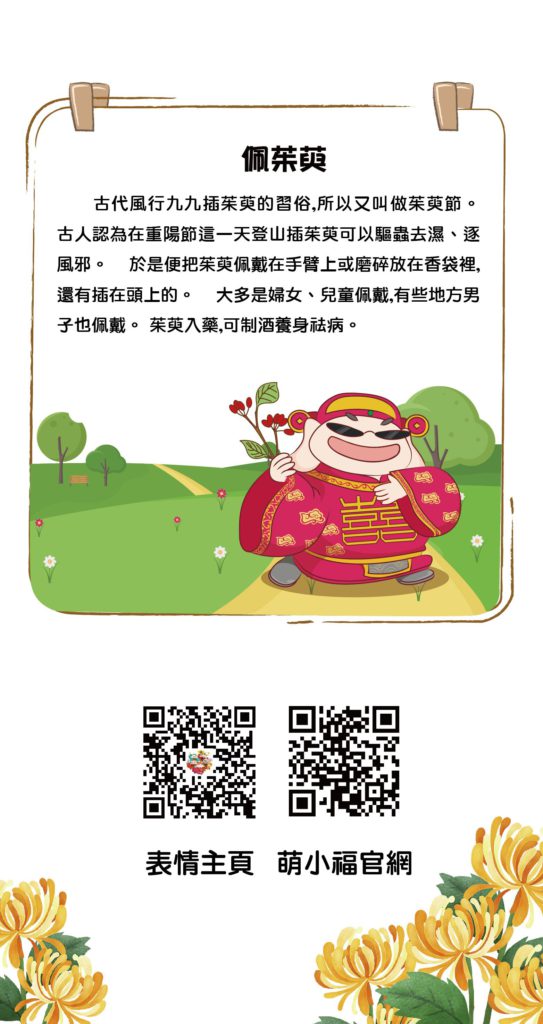 佩茱萸
古代風行九九插茱萸的習俗,所以又叫做茱萸節。
古人認為在重陽節這一天登山插茱萸可以驅蟲去濕、逐
風邪。 於是便把茱萸佩戴在手臂上或磨碎放在香袋裡,
還有插在頭上的。 大多是婦女、兒童佩戴,有些地方男
子也佩戴。 茱萸入藥,可制酒養身祛病。
囍
表情主頁 萌小福官網